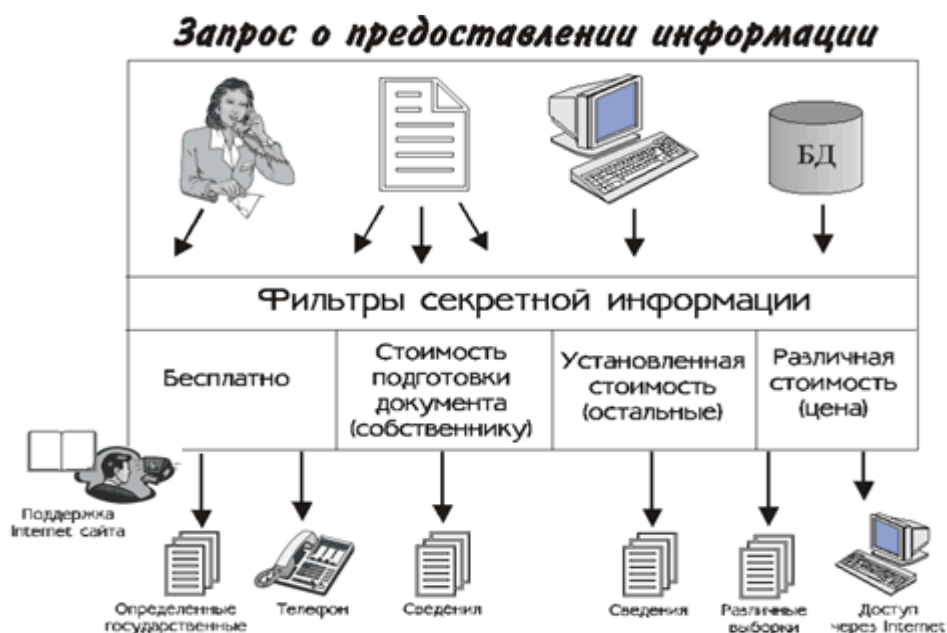 Запрос о предоставлении информации
БД
Фильтры секретной информации
Бесплатно
Стоимость
подготовки
документа
(собственнику)
Установленная
стоимость
(остальные)
Различная
стоимость
(цена)
Поддержка
Internet сайта
Определенные
государственные
Телефон
Сведения
Сведения
Различные
выборки
Доступ
через Internet